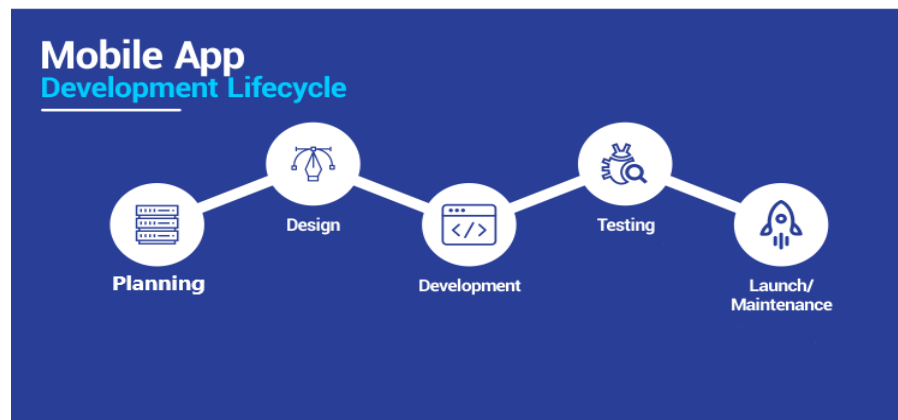 Mobile App
Development Lifecycle
Planning
Design
</>
Development
Testing
Launch/
Maintenance